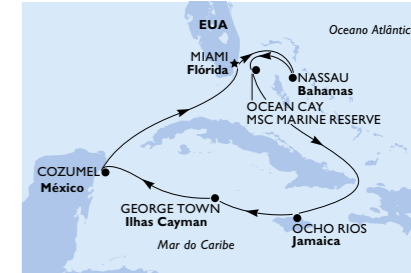 EUA
Oceano Atlântic
MIAMI
Flórida
NASSAU
Bahamas
OCEAN CAY
MSC MARINE RESERVE
COZUMEL
México
GEORGE TOWN
Ilhas Cayman
OCHO RIOS
Jamaica
Mar do Caribe